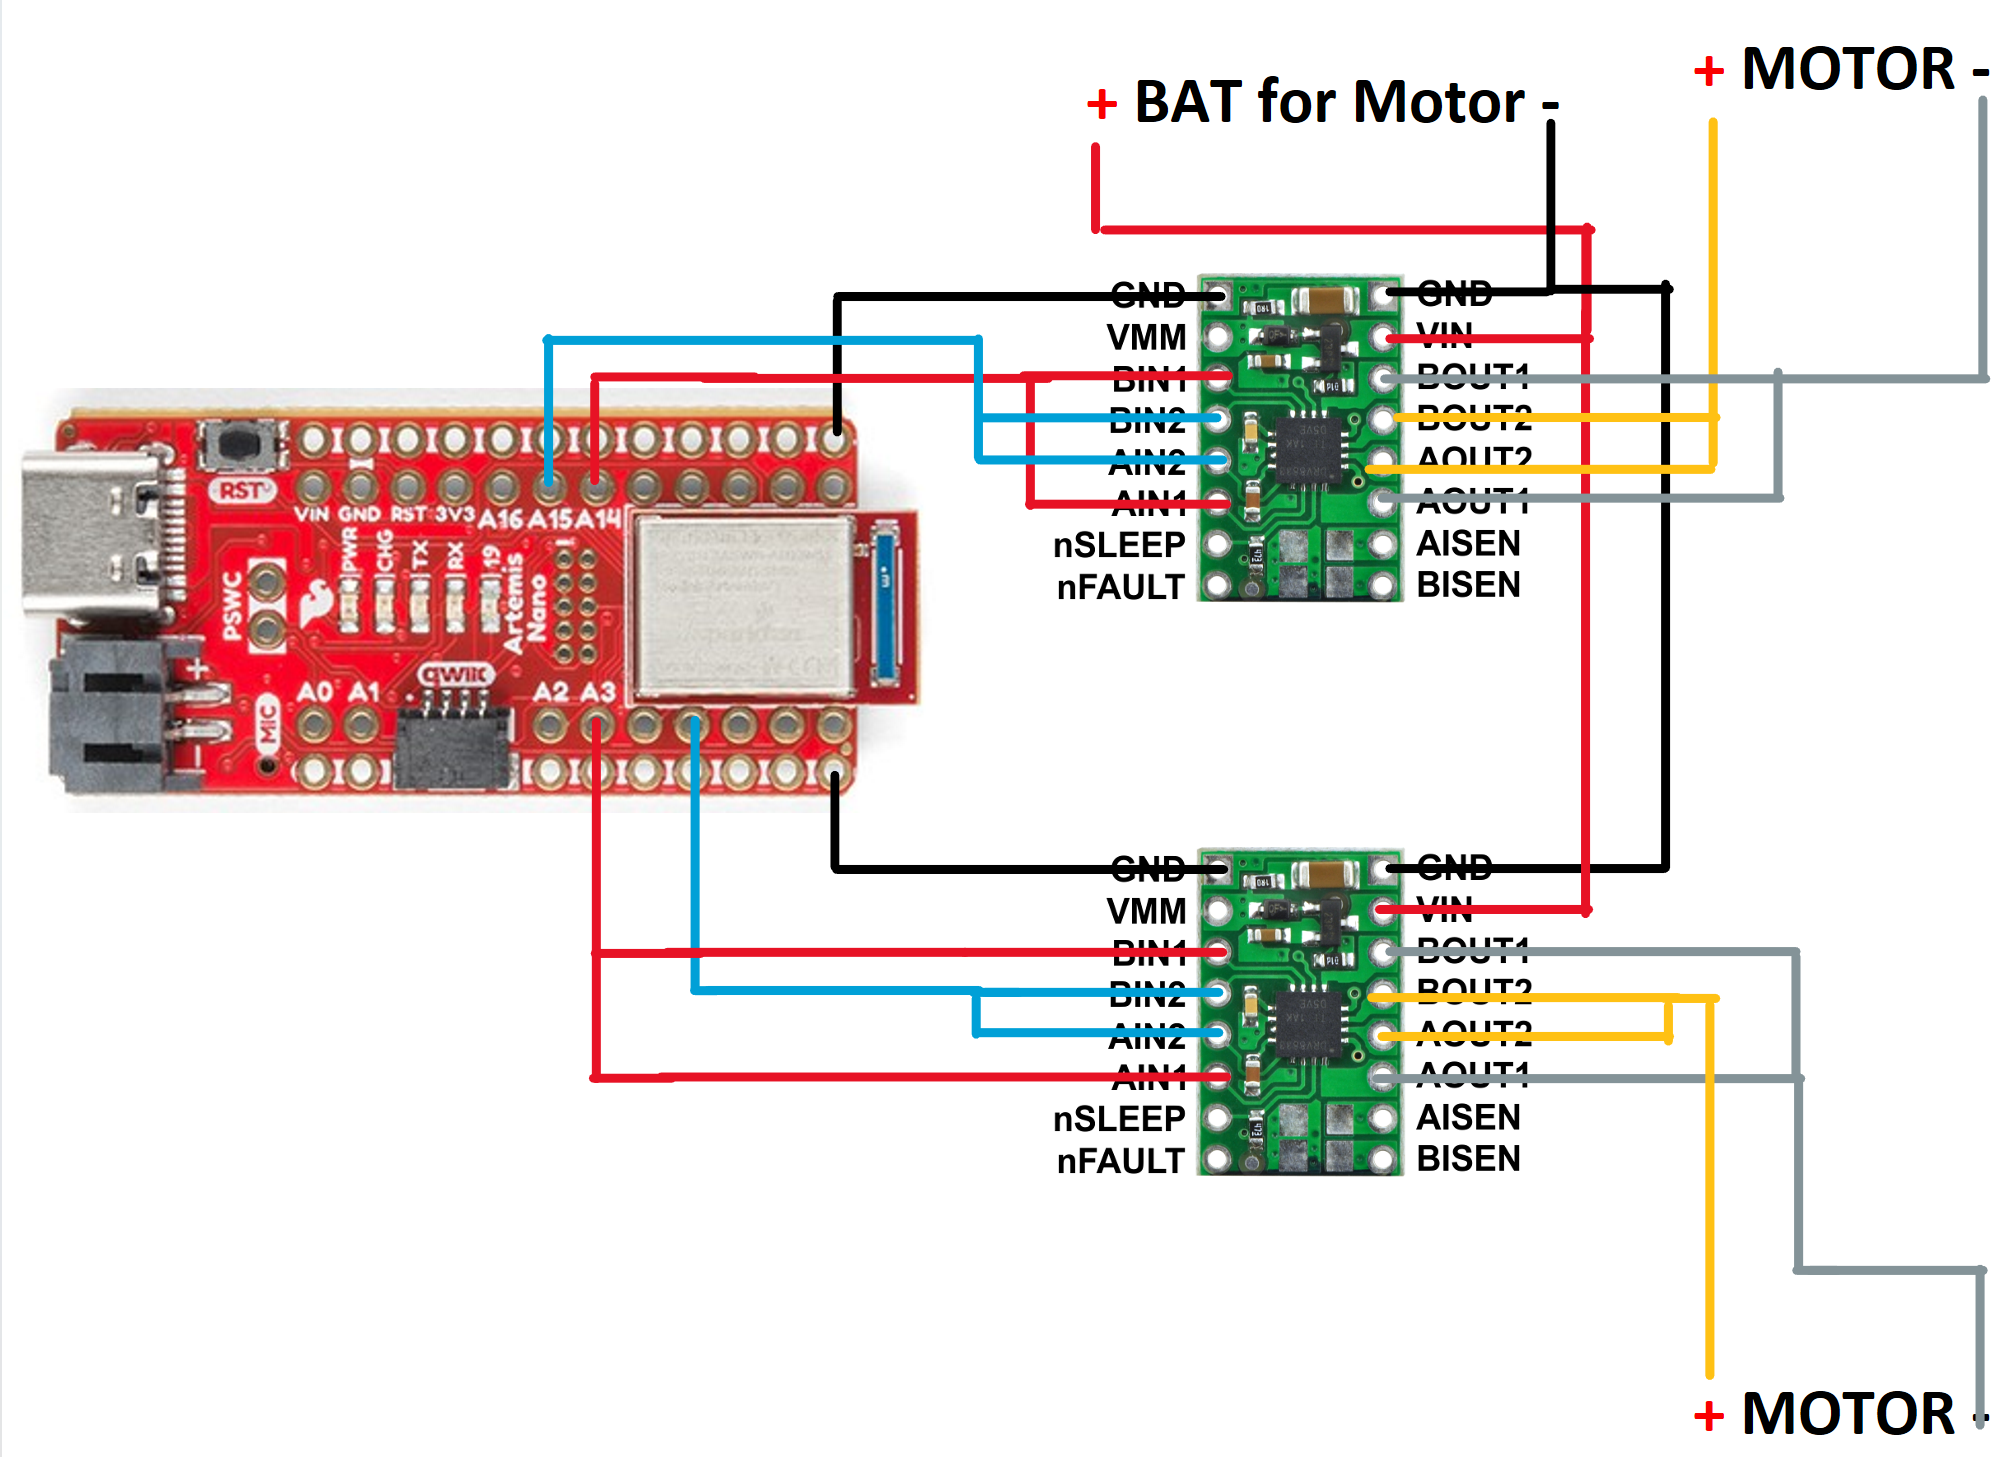 + MOTOR -
+ BAT for Motor -
GND
VMM
BIN1
BIN2
AIN2
AIN1
nSLEEP
nFAULT
GND
VIN
BOUT1
BOUT2
AOUT2
AOUT1
AISEN
BISEN
RST
VIN GND RST 3V3 A16 A15 A14
PWR
CHG
TX
RX
19
Artemis
Nano
PSWC
+
-
MIC
qwiic
A0 A1 A2 A3
GND
VMM
BIN1
BIN2
AIN2
AIN1
nSLEEP
nFAULT
GND
VIN
BOUT1
BOUT2
AOUT2
AOUT1
AISEN
BISEN
+ MOTOR -